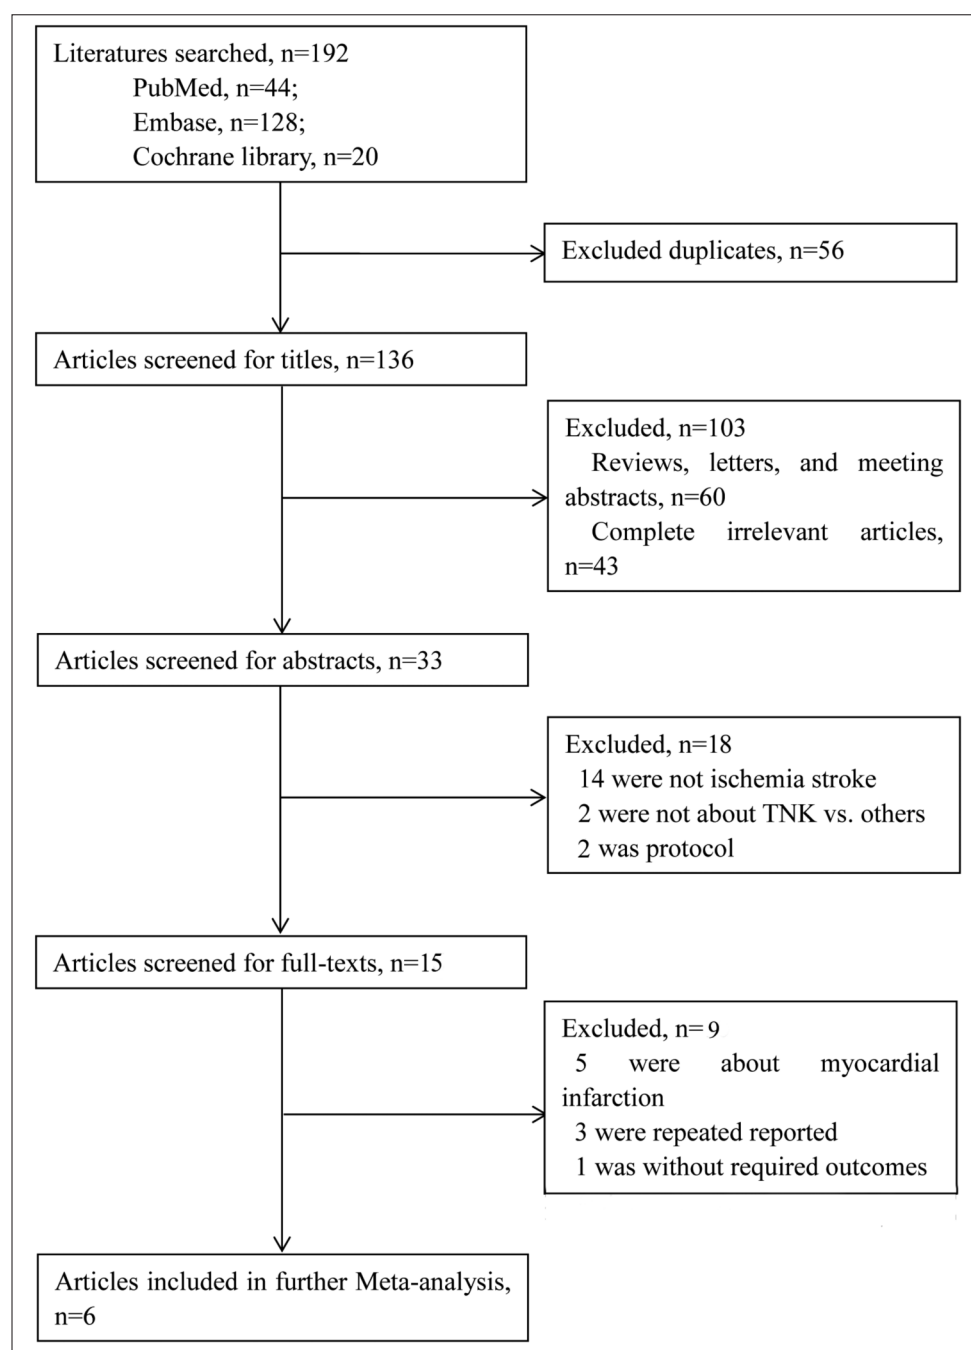 Literatures searched, n=192
PubMed, n=44;
Embase, n=128;
Cochrane library, n=20
Excluded duplicates, n=56
Articles screened for titles, n=136
Excluded, n=103
Reviews, letters, and meeting
abstracts, n=60
Complete irrelevant articles,
n=43
Articles screened for abstracts, n=33
Excluded, n=18
14 were not ischemia stroke
2 were not about TNK vs. others
2 was protocol
Articles screened for full-texts, n=15
Excluded, n=9
5 were about myocardial
infarction
3 were repeated reported
1 was without required outcomes
Articles included in further Meta-analysis,
n=6